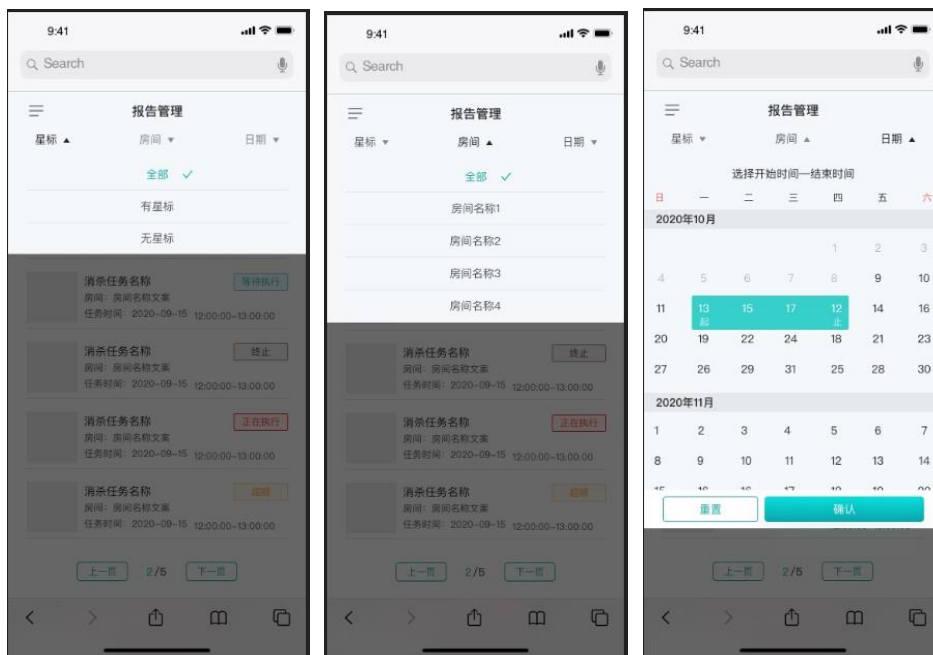 9:41
Search
报告管理
星标 ▲ 房间 ▼ 日期 ▼
全部 ✓
有星标
无星标
消杀任务名称 等待执行
房间：房间名称文案
任务时间：2020-09-15 12:00:00-13:00:00
消杀任务名称 终止
房间：房间名称文案
任务时间：2020-09-15 12:00:00-13:00:00
消杀任务名称 正在执行
房间：房间名称文案
任务时间：2020-09-15 12:00:00-13:00:00
消杀任务名称 超期
房间：房间名称文案
任务时间：2020-09-15 12:00:00-13:00:00
上一页 2/5 下一页
9:41
Search
报告管理
星标 ▼ 房间 ▲ 日期 ▼
全部 ✓
房间名称1
房间名称2
房间名称3
房间名称4
消杀任务名称 终止
房间：房间名称文案
任务时间：2020-09-15 12:00:00-13:00:00
消杀任务名称 正在执行
房间：房间名称文案
任务时间：2020-09-15 12:00:00-13:00:00
消杀任务名称 超期
房间：房间名称文案
任务时间：2020-09-15 12:00:00-13:00:00
上一页 2/5 下一页
9:41
Search
报告管理
星标 ▼ 房间 ▲ 日期 ▲
选择开始时间—结束时间
日 一 二 三 四 五 六
2020年10月
1 2 3
4 5 6 7 8 9 10
11 13 15 17 12 14 16
起 止
20 19 22 24 18 21 23
27 26 29 31 25 28 30
2020年11月
1 2 3 4 5 6 7
8 9 10 11 12 13 14
重置 确认
上一页 2/5 下一页